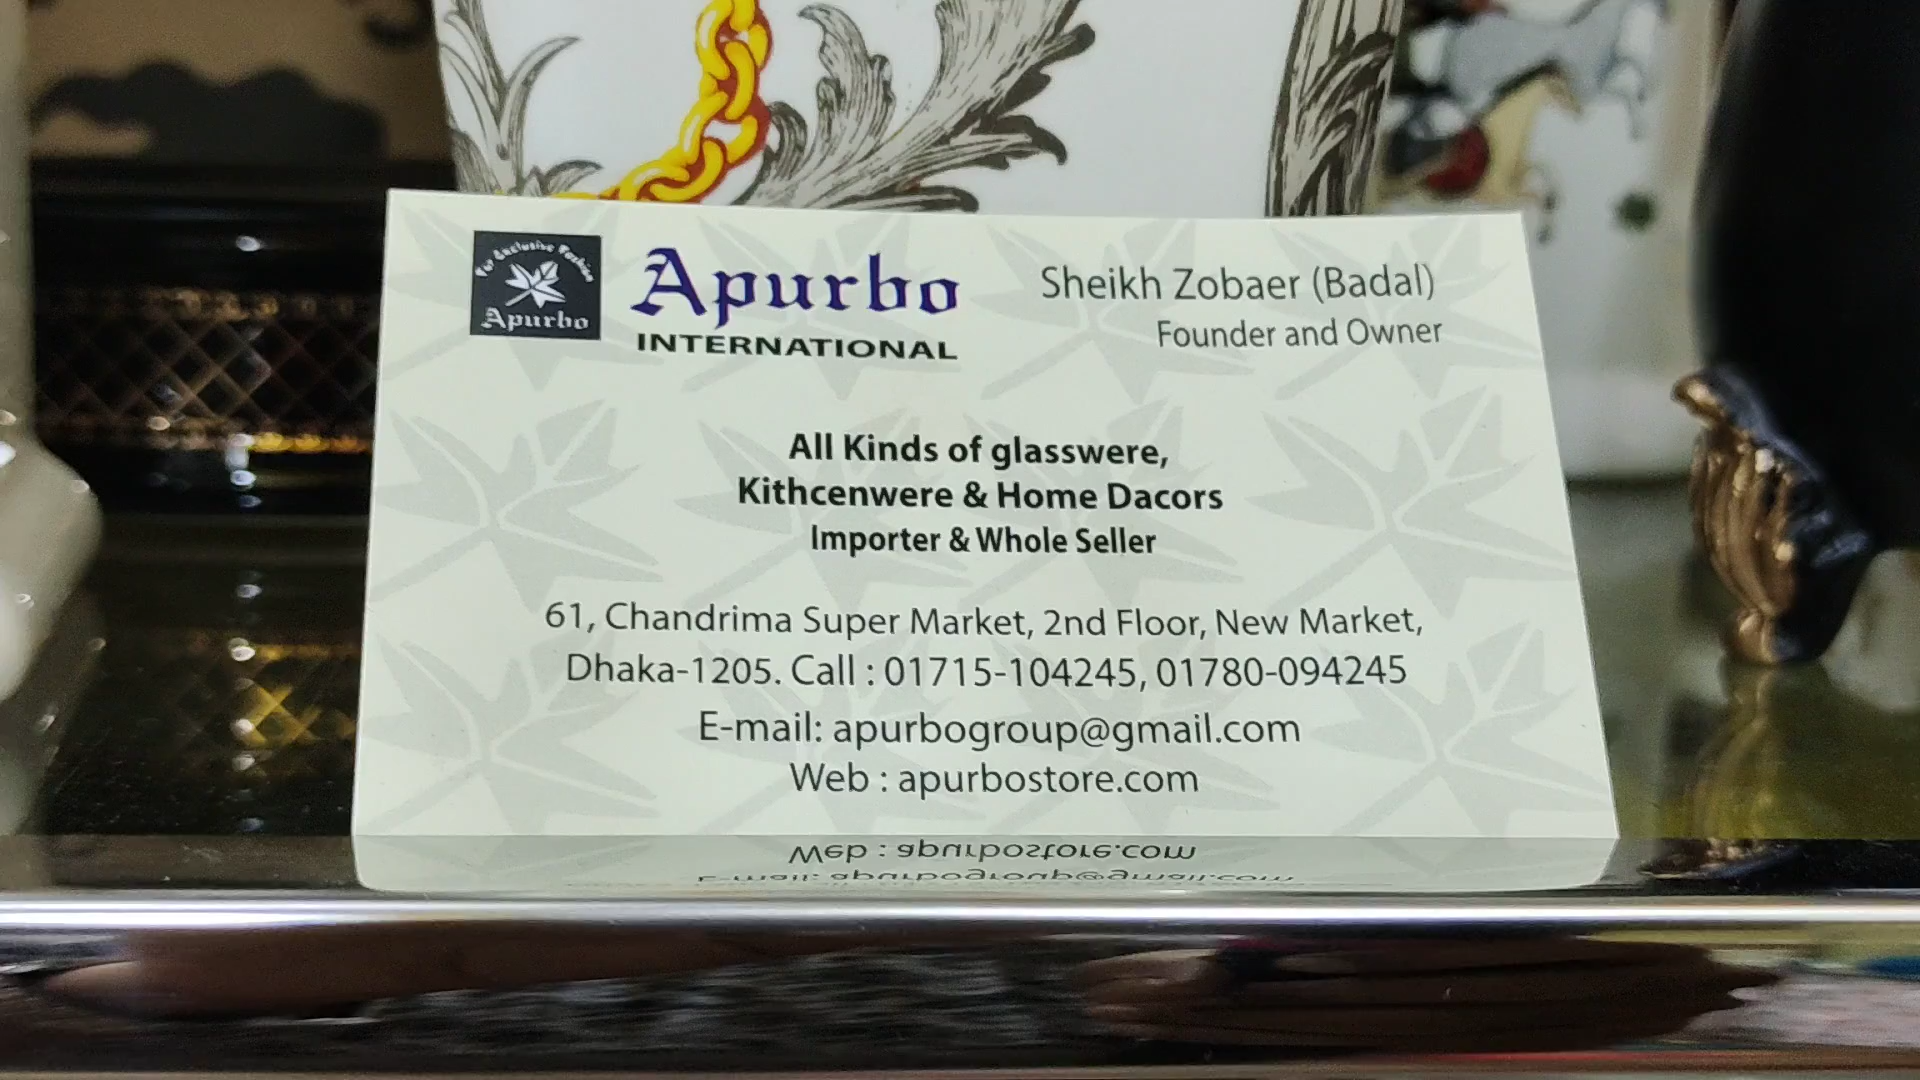 For Exclusive Fashion
Apurbo
Apurbo
INTERNATIONAL
Sheikh Zobaer (Badal)
Founder and Owner
All Kinds of glasswere,
Kithcenwere & Home Dacors
Importer & Whole Seller
61, Chandrima Super Market, 2nd Floor, New Market,
Dhaka-1205. Call : 01715-104245, 01780-094245
E-mail: apurbogroup@gmail.com
Web : apurbostore.com